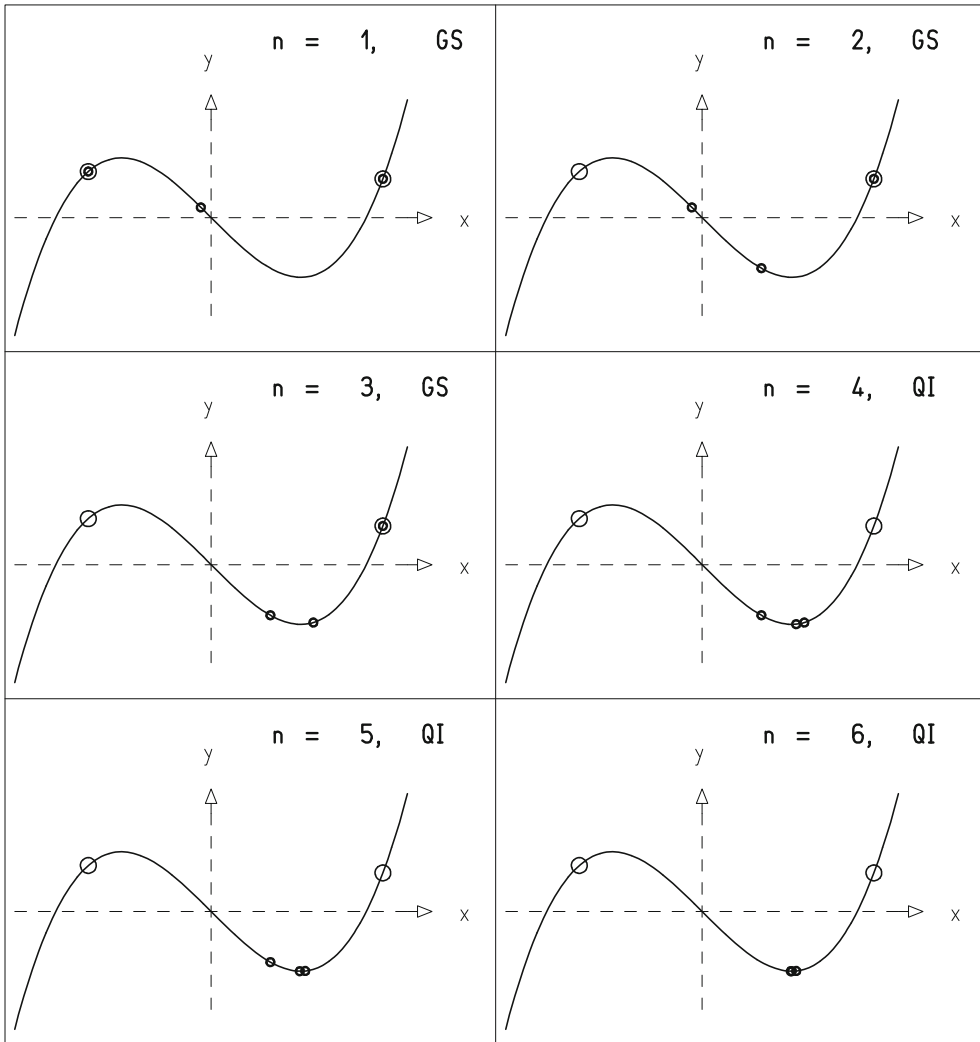 n = 1, GS
y
x
n = 2, GS
y
x
n = 3, GS
y
x
n = 4, QI
y
x
n = 5, QI
y
x
n = 6, QI
y
x